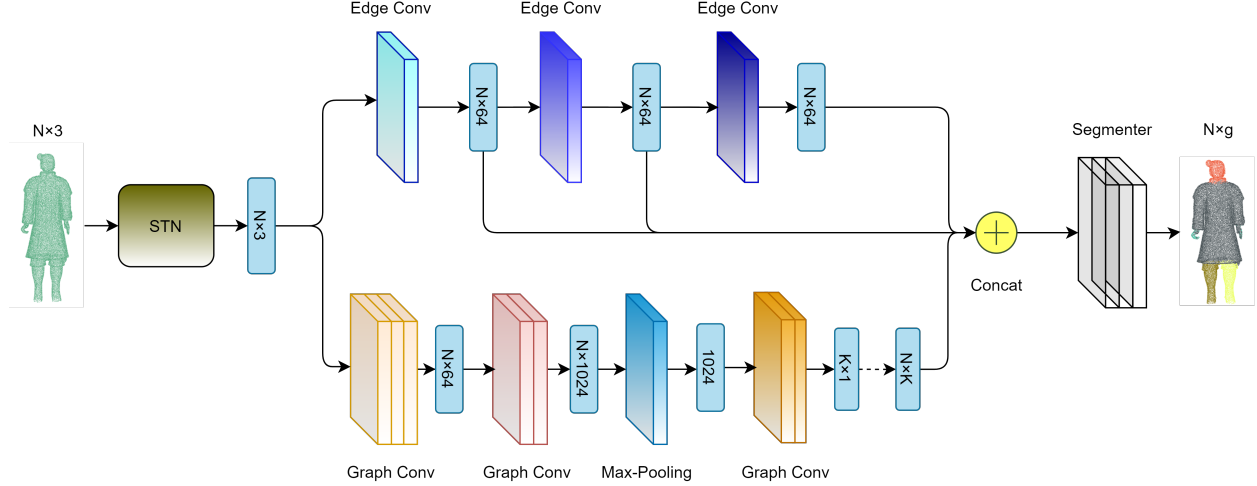 Edge Conv
Edge Conv
Edge Conv
N×64
N×64
N×64
N×3
STN
N×3
Segmenter
N×g
Concat
N×64
N×1024
1024
K×1
N×K
Graph Conv
Graph Conv
Max-Pooling
Graph Conv